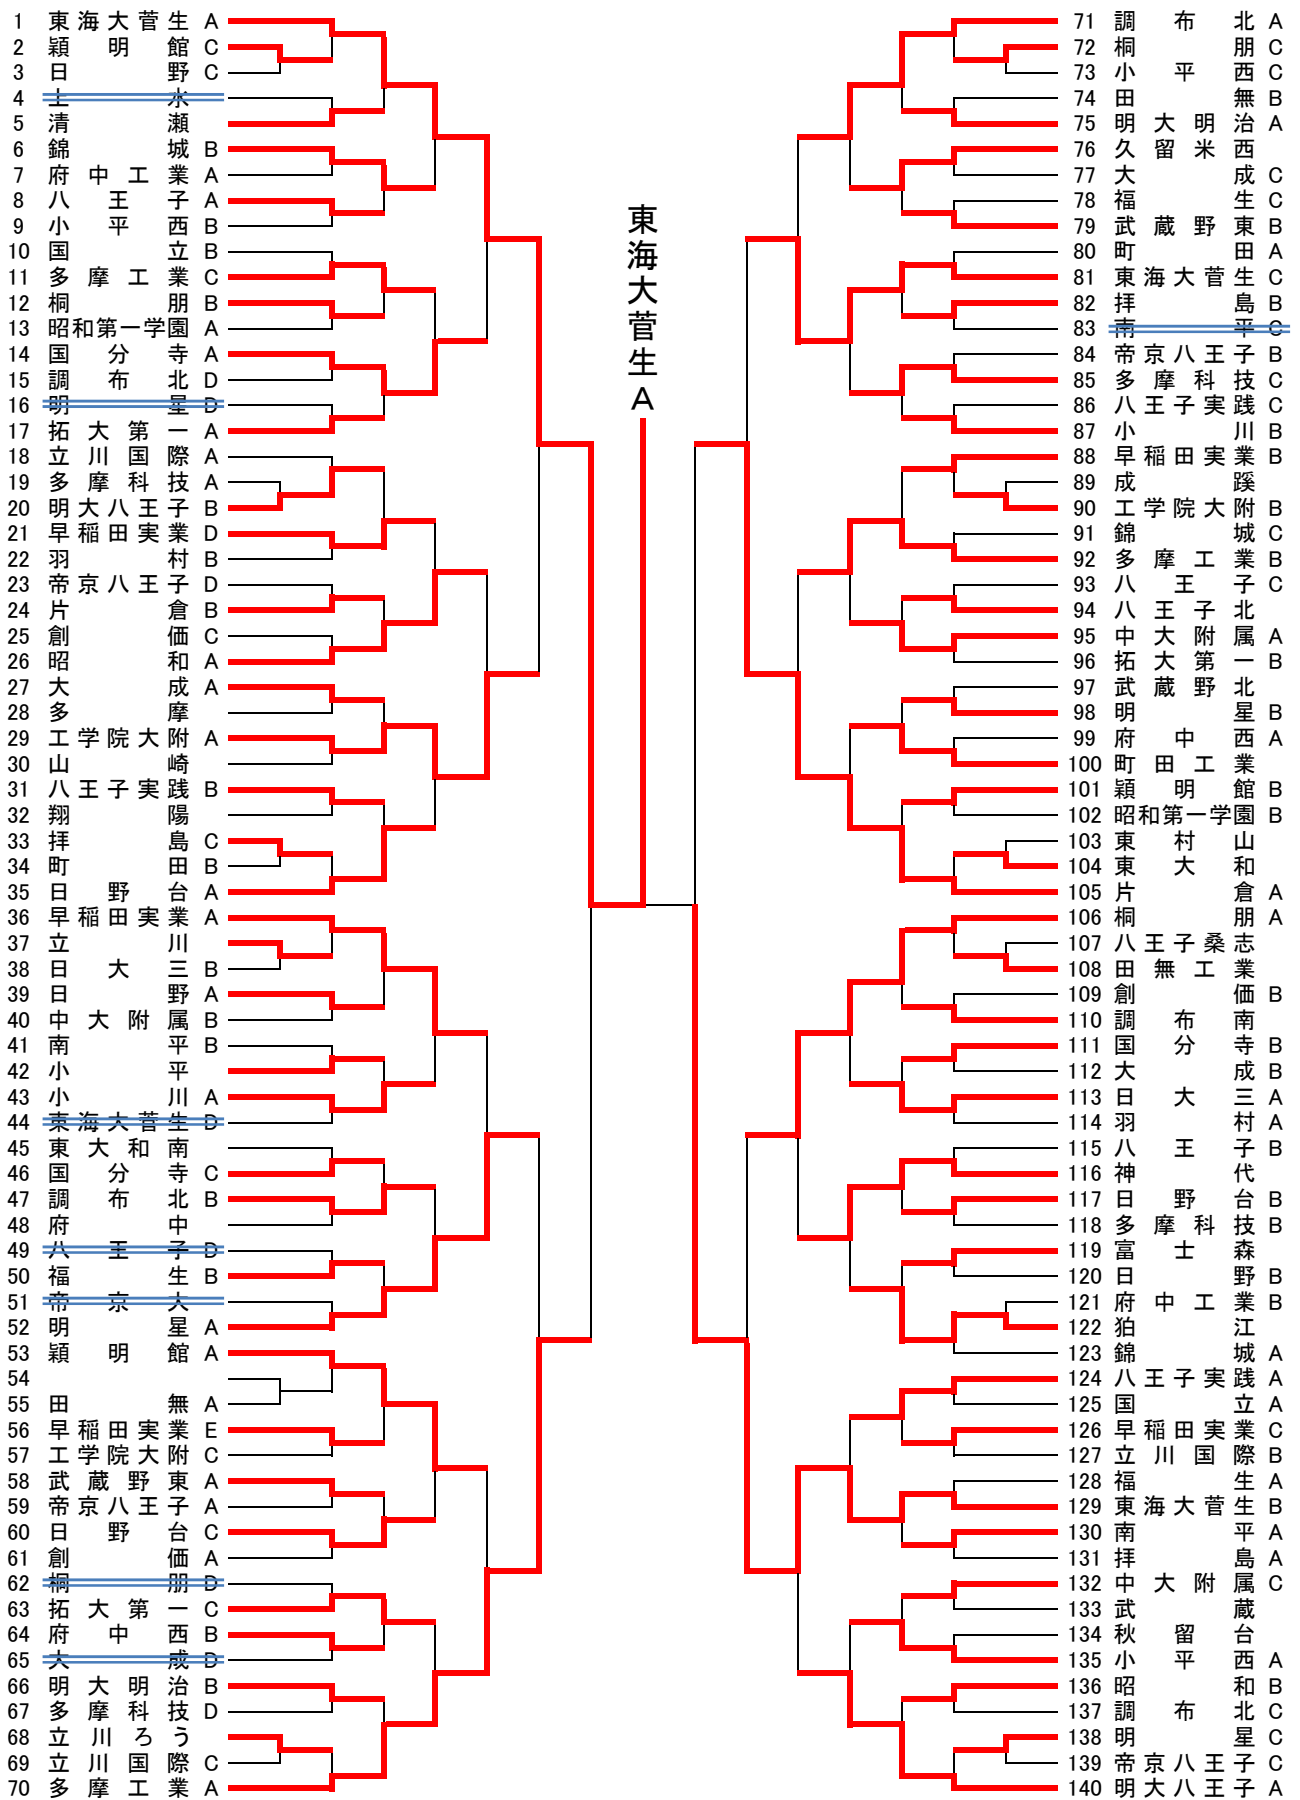 1 東海大菅生 A
2 穎明館 C
3 日野 C
4 上水
5 清瀬
6 錦城 B
7 府中工業 A
8 八王子 A
9 小平西 B
10 国立 B
11 多摩工業 C
12 桐朋 B
13 昭和第一学園 A
14 国分寺 A
15 調布北 D
16 明星 D
17 拓大第一 A
18 立川国際 A
19 多摩科技 A
20 明大八王子 B
21 早稲田実業 D
22 羽村 B
23 帝京八王子 D
24 片倉 B
25 創価 C
26 昭和 A
27 大成 A
28 多摩
29 工学院大附 A
30 山崎
31 八王子実践 B
32 翔陽
33 拝島 C
34 町田 B
35 日野台 A
36 早稲田実業 A
37 立川
38 日大三 B
39 日野 A
40 中大附属 B
41 南平 B
42 小平
43 小川 A
44 東海大菅生 D
45 東大和南
46 国分寺 C
47 調布北 B
48 府中
49 八王子 D
50 福生 B
51 帝京大
52 明星 A
53 穎明館 A
54
55 田無 A
56 早稲田実業 E
57 工学院大附 C
58 武蔵野東 A
59 帝京八王子 A
60 日野台 C
61 創価 A
62 桐朋 D
63 拓大第一 C
64 府中西 B
65 大成 D
66 明大明治 B
67 多摩科技 D
68 立川ろう
69 立川国際 C
70 多摩工業 A
東海大菅生A
71 調布北 A
72 桐朋 C
73 小平西 C
74 田無 B
75 明大明治 A
76 久留米西
77 大成 C
78 福生 C
79 武蔵野東 B
80 町田 A
81 東海大菅生 C
82 拝島 B
83 南平 C
84 帝京八王子 B
85 多摩科技 C
86 八王子実践 C
87 小川 B
88 早稲田実業 B
89 成蹊
90 工学院大附 B
91 錦城 C
92 多摩工業 B
93 八王子 C
94 八王子北
95 中大附属 A
96 拓大第一 B
97 武蔵野北
98 明星 B
99 府中西 A
100 町田工業
101 穎明館 B
102 昭和第一学園 B
103 東村山
104 東大和
105 片倉 A
106 桐朋 A
107 八王子桑志
108 田無工業
109 創価 B
110 調布南
111 国分寺 B
112 大成 B
113 日大三 A
114 羽村 A
115 八王子 B
116 神代
117 日野台 B
118 多摩科技 B
119 富士森
120 日野 B
121 府中工業 B
122 狛江
123 錦城 A
124 八王子実践 A
125 国立 A
126 早稲田実業 C
127 立川国際 B
128 福生 A
129 東海大菅生 B
130 南平 A
131 拝島 A
132 中大附属 C
133 武蔵
134 秋留台
135 小平西 A
136 昭和 B
137 調布北 C
138 明星 C
139 帝京八王子 C
140 明大八王子 A